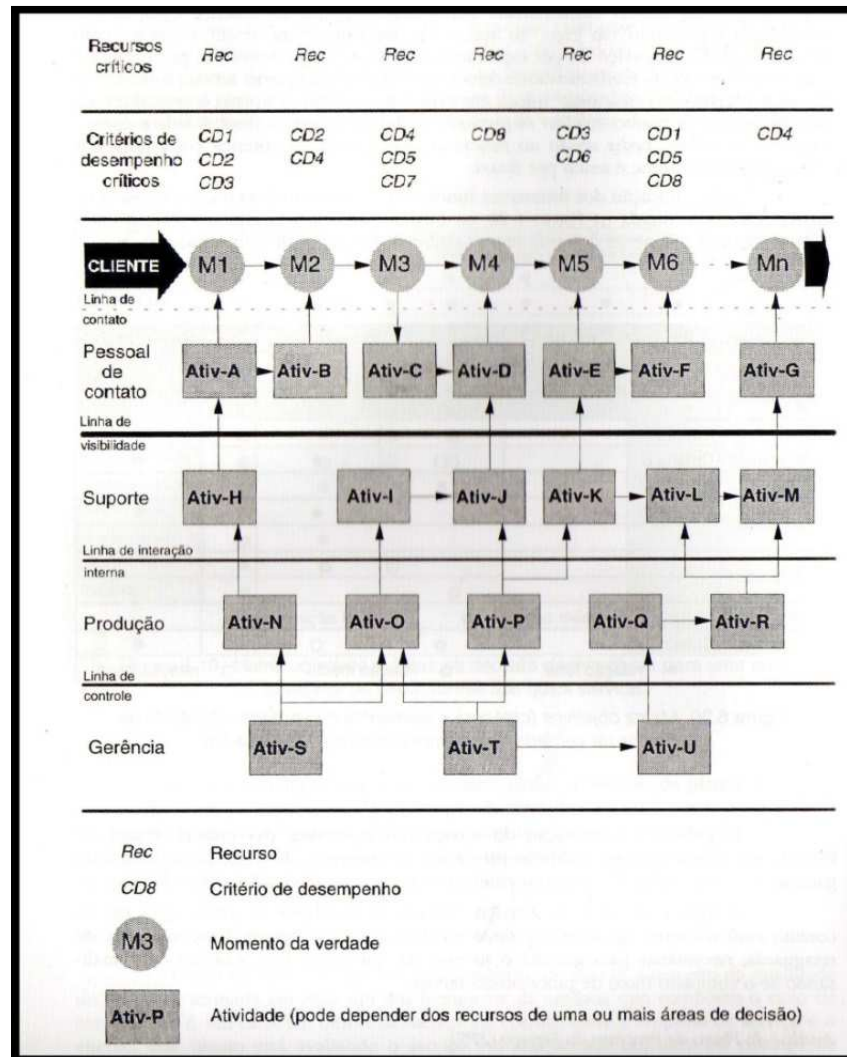 Recursos críticos
Rec Rec Rec Rec Rec Rec Rec
Critérios de desempenho críticos
CD1 CD2 CD4 CD8 CD3 CD1 CD4
CD2 CD4 CD5 CD6 CD5
CD3 CD7 CD8
CLIENTE M1 M2 M3 M4 M5 M6 Mn
Linha de
contato
Pessoal
de
contato
Ativ-A Ativ-B Ativ-C Ativ-D Ativ-E Ativ-F Ativ-G
Linha de
visibilidade
Suporte Ativ-H Ativ-I Ativ-J Ativ-K Ativ-L Ativ-M
Linha de interação
interna
Produção Ativ-N Ativ-O Ativ-P Ativ-Q Ativ-R
Linha de
controle
Gerência Ativ-S Ativ-T Ativ-U
Rec Recurso
CD8 Critério de desempenho
M3 Momento da verdade
Ativ-P Atividade (pode depender dos recursos de uma ou mais áreas de decisão)